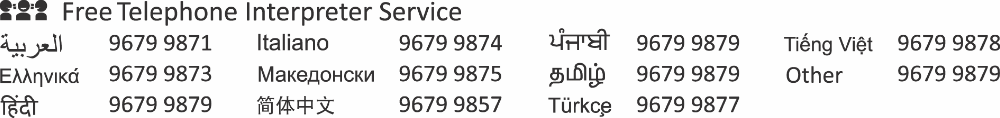 Free Telephone Interpreter Service
العربية 9679 9871 Italiano 9679 9874 ਪੰਜਾਬੀ 9679 9879 Tiếng Việt 9679 9878
Ελληνικά 9679 9873 Македонски 9679 9875 தமிழ் 9679 9879 Other 9679 9879
हिंदी 9679 9879 简体中文 9679 9857 Türkçe 9679 9877